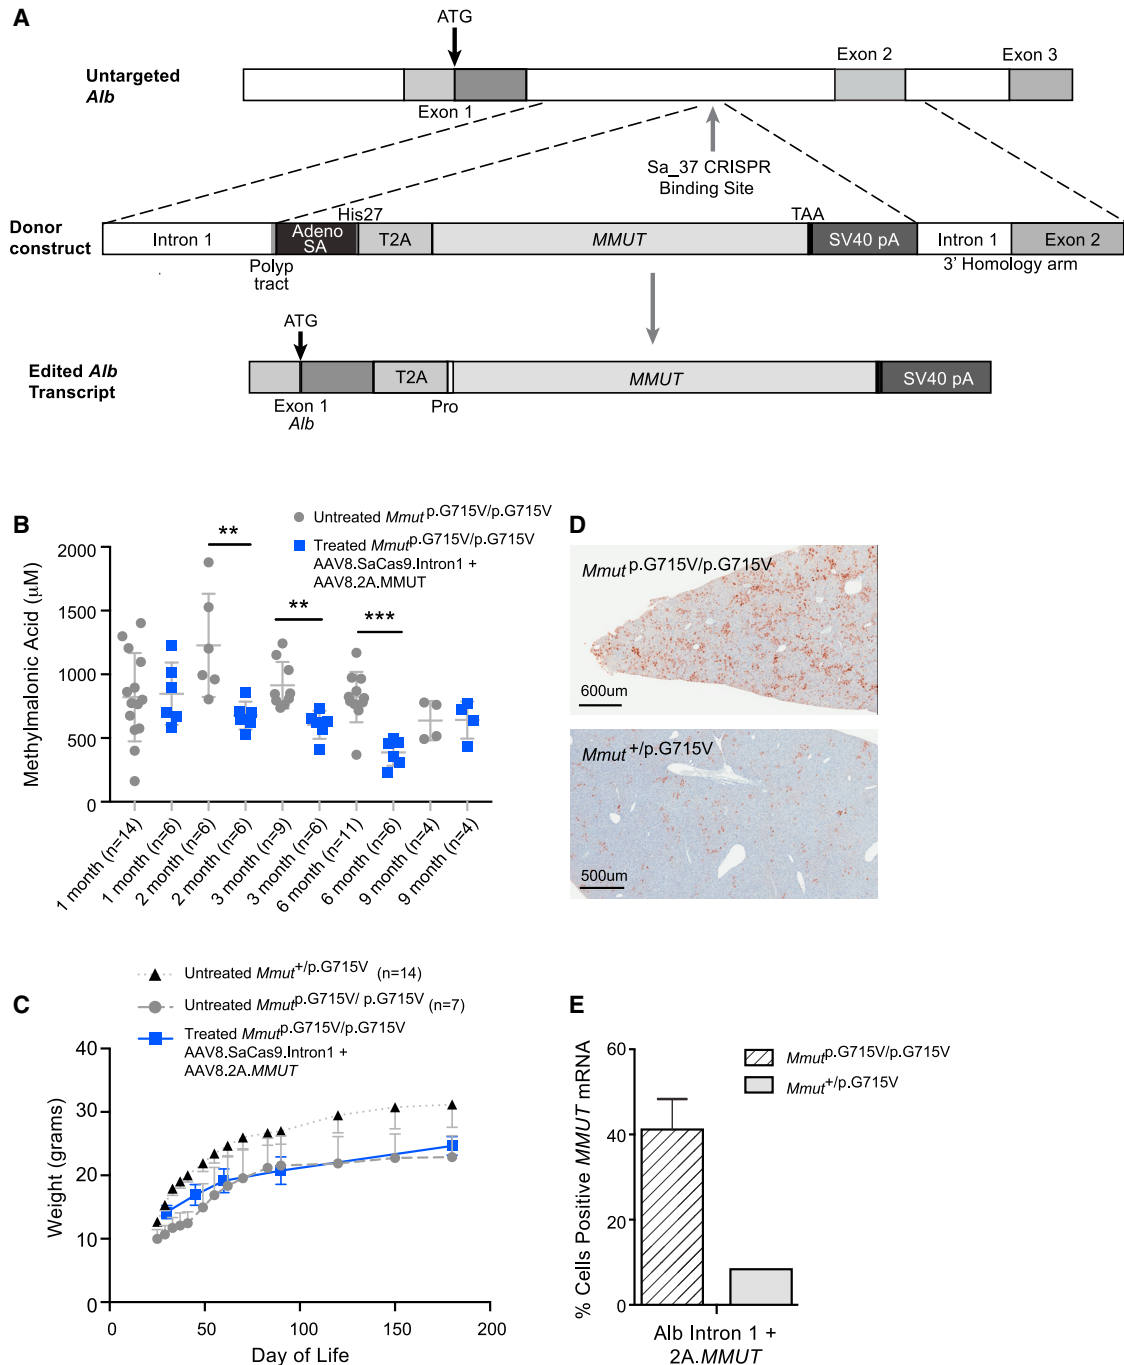 A
ATG
Untargeted
Alb
Exon 1
Exon 2
Exon 3
Sa_37 CRISPR
Binding Site
Donor
construct
Intron 1
Polyp
tract
Adeno
SA
His27
T2A
MMUT
TAA
SV40 pA
Intron 1
Exon 2
3' Homology arm
ATG
Edited Alb
Transcript
Exon 1
Alb
T2A
Pro
MMUT
SV40 pA
B
Untreated Mmut p.G715V/p.G715V
Treated Mmut p.G715V/p.G715V
AAV8.SaCas9.Intron1 +
AAV8.2A.MMUT
Methylmalonic Acid (µM)
2000
1500
1000
500
0
**
**
***
1 month (n=14)
1 month (n=6)
2 month (n=6)
2 month (n=6)
3 month (n=9)
3 month (n=6)
6 month (n=11)
6 month (n=6)
9 month (n=4)
9 month (n=4)
D
Mmut p.G715V/p.G715V
600um
Mmut +/p.G715V
500um
C
Untreated Mmut +/p.G715V (n=14)
Untreated Mmut p.G715V/ p.G715V (n=7)
Treated Mmut p.G715V/p.G715V
AAV8.SaCas9.Intron1 +
AAV8.2A.MMUT
Weight (grams)
40
30
20
10
0
0
50
100
150
200
Day of Life
E
% Cells Positive MMUT mRNA
60
40
20
0
Mmut p.G715V/p.G715V
Mmut +/p.G715V
Alb Intron 1 +
2A.MMUT